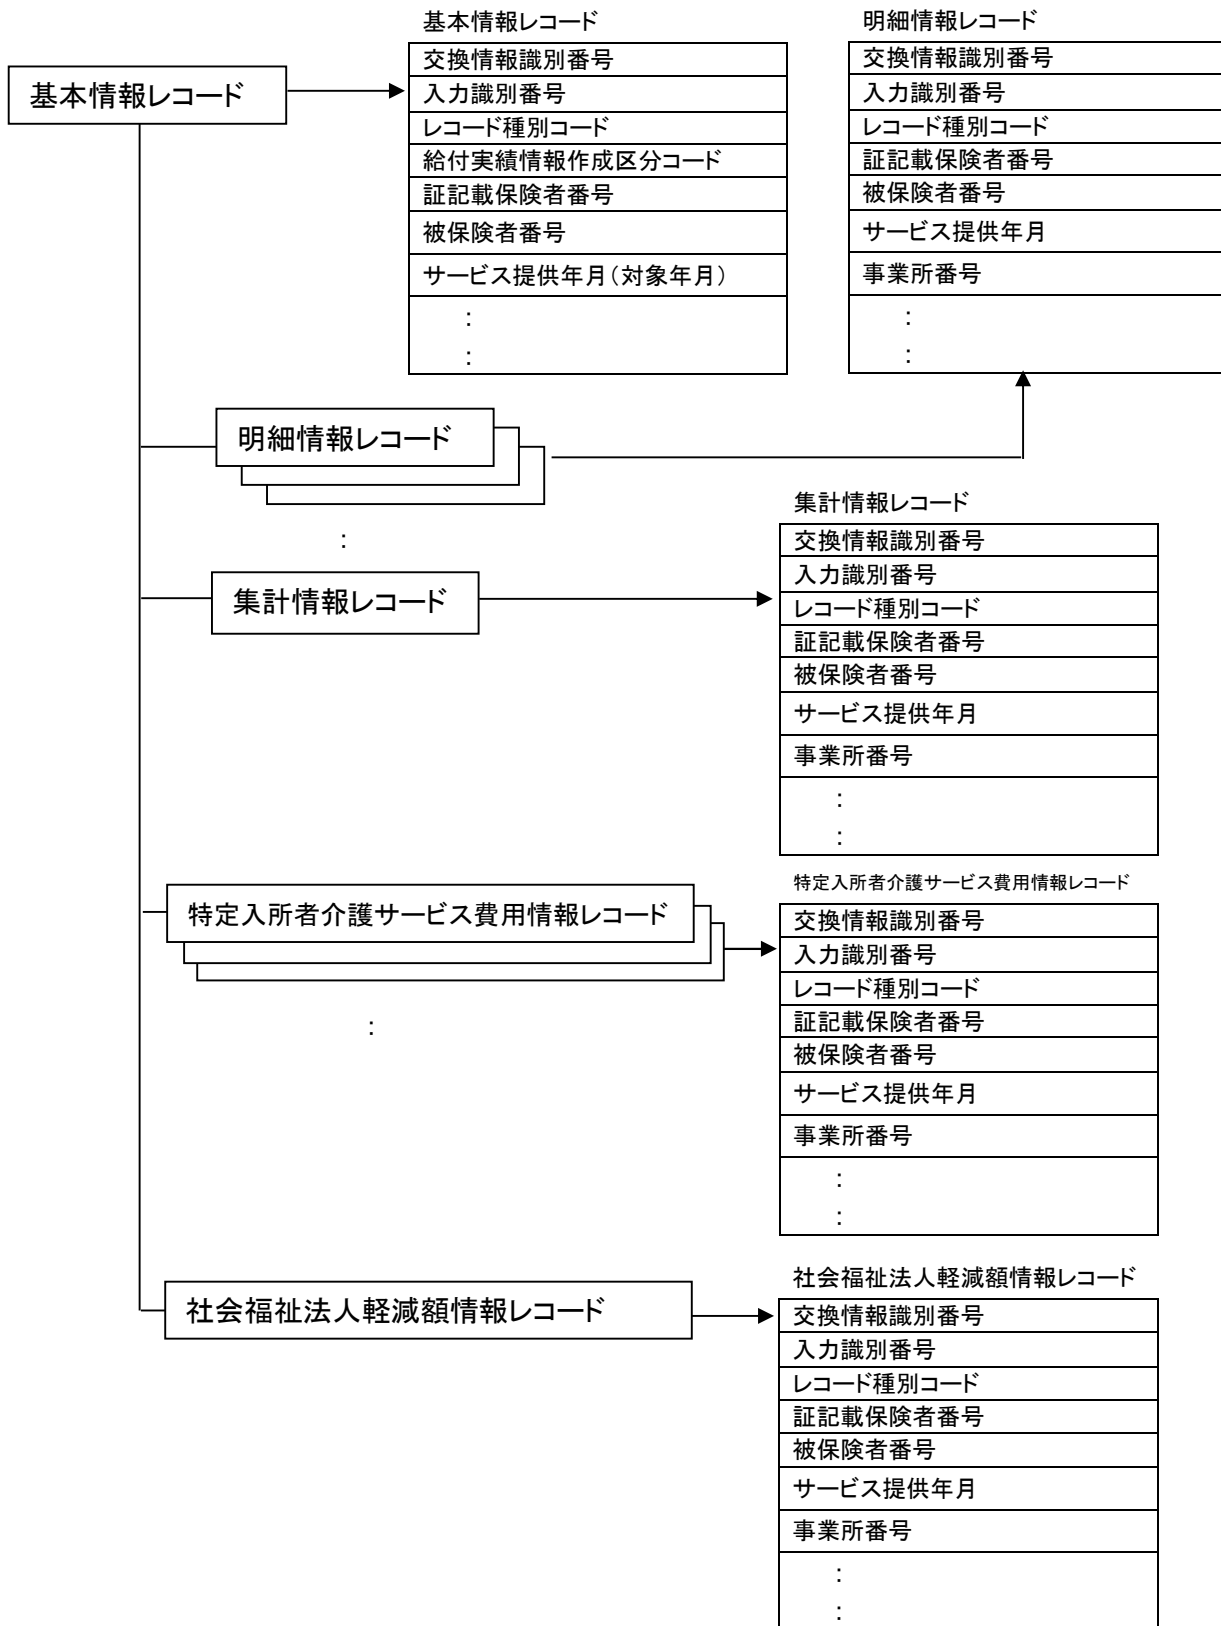 基本情報レコード
基本情報レコード
交換情報識別番号
入力識別番号
レコード種別コード
給付実績情報作成区分コード
証記載保険者番号
被保険者番号
サービス提供年月(対象年月)
:
:
明細情報レコード
交換情報識別番号
入力識別番号
レコード種別コード
証記載保険者番号
被保険者番号
サービス提供年月
事業所番号
:
:
明細情報レコード
:
集計情報レコード
集計情報レコード
交換情報識別番号
入力識別番号
レコード種別コード
証記載保険者番号
被保険者番号
サービス提供年月
事業所番号
:
:
特定入所者介護サービス費用情報レコード
:
特定入所者介護サービス費用情報レコード
交換情報識別番号
入力識別番号
レコード種別コード
証記載保険者番号
被保険者番号
サービス提供年月
事業所番号
:
:
社会福祉法人軽減額情報レコード
社会福祉法人軽減額情報レコード
交換情報識別番号
入力識別番号
レコード種別コード
証記載保険者番号
被保険者番号
サービス提供年月
事業所番号
:
: